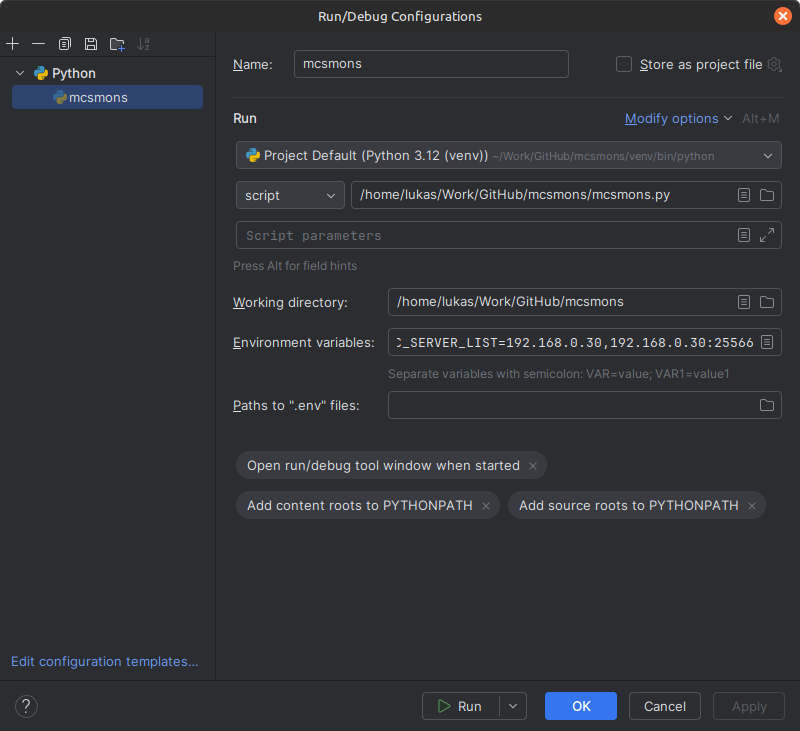 Run/Debug Configurations
Python
mcsmons
Edit configuration templates...
Name: mcsmons Store as project file
Run Modify options Alt+M
Project Default (Python 3.12 (venv)) ~/Work/GitHub/mcsmons/venv/bin/python
script /home/lukas/Work/GitHub/mcsmons/mcsmons.py
Script parameters
Press Alt for field hints
Working directory: /home/lukas/Work/GitHub/mcsmons
Environment variables: C_SERVER_LIST=192.168.0.30,192.168.0.30:25566
Separate variables with semicolon: VAR=value; VAR1=value1
Paths to ".env" files:
Open run/debug tool window when started ×
Add content roots to PYTHONPATH × Add source roots to PYTHONPATH ×
? Run OK Cancel Apply